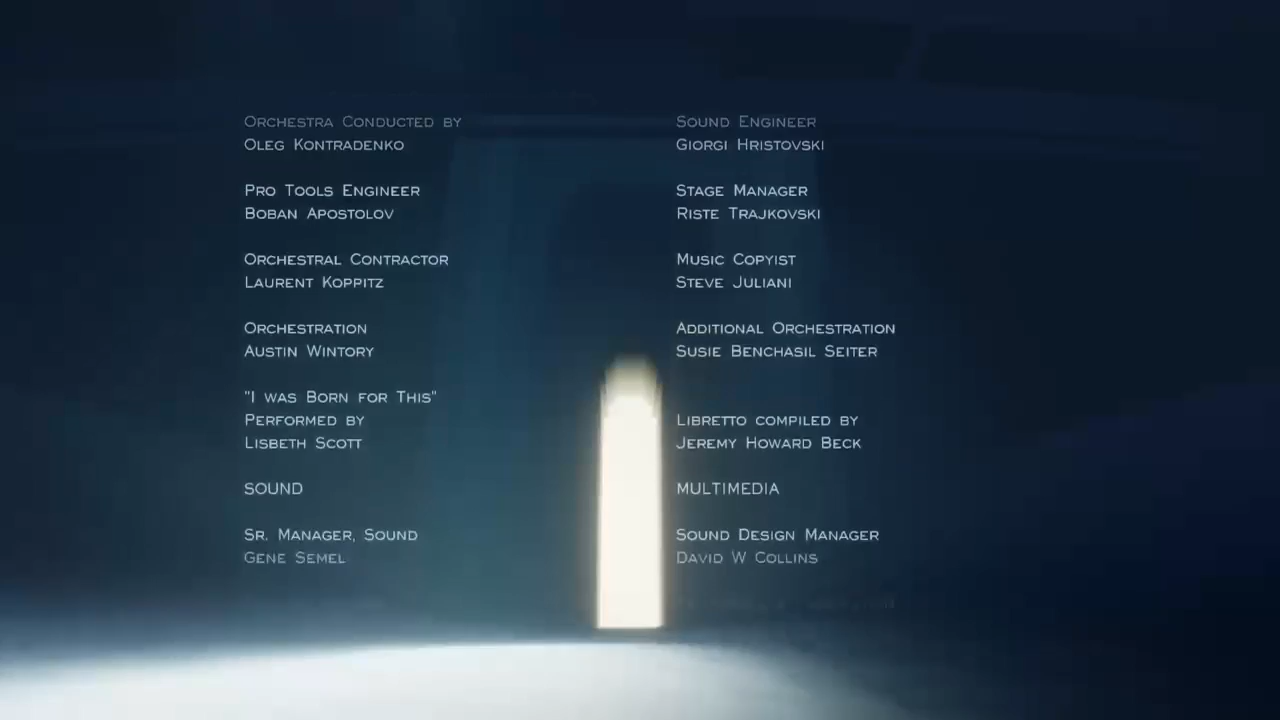 Orchestra Conducted by
Oleg Kontradenko
Pro Tools Engineer
Boban Apostolov
Orchestral Contractor
Laurent Koppitz
Orchestration
Austin Wintory
"I was Born for This"
Performed by
Lisbeth Scott
SOUND
Sr. Manager, Sound
Gene Semel
Sound Engineer
Giorgi Hristovski
Stage Manager
Riste Trajkovski
Music Copyist
Steve Juliani
Additional Orchestration
Susie Benchasil Seiter
Libretto compiled by
Jeremy Howard Beck
MULTIMEDIA
Sound Design Manager
David W Collins